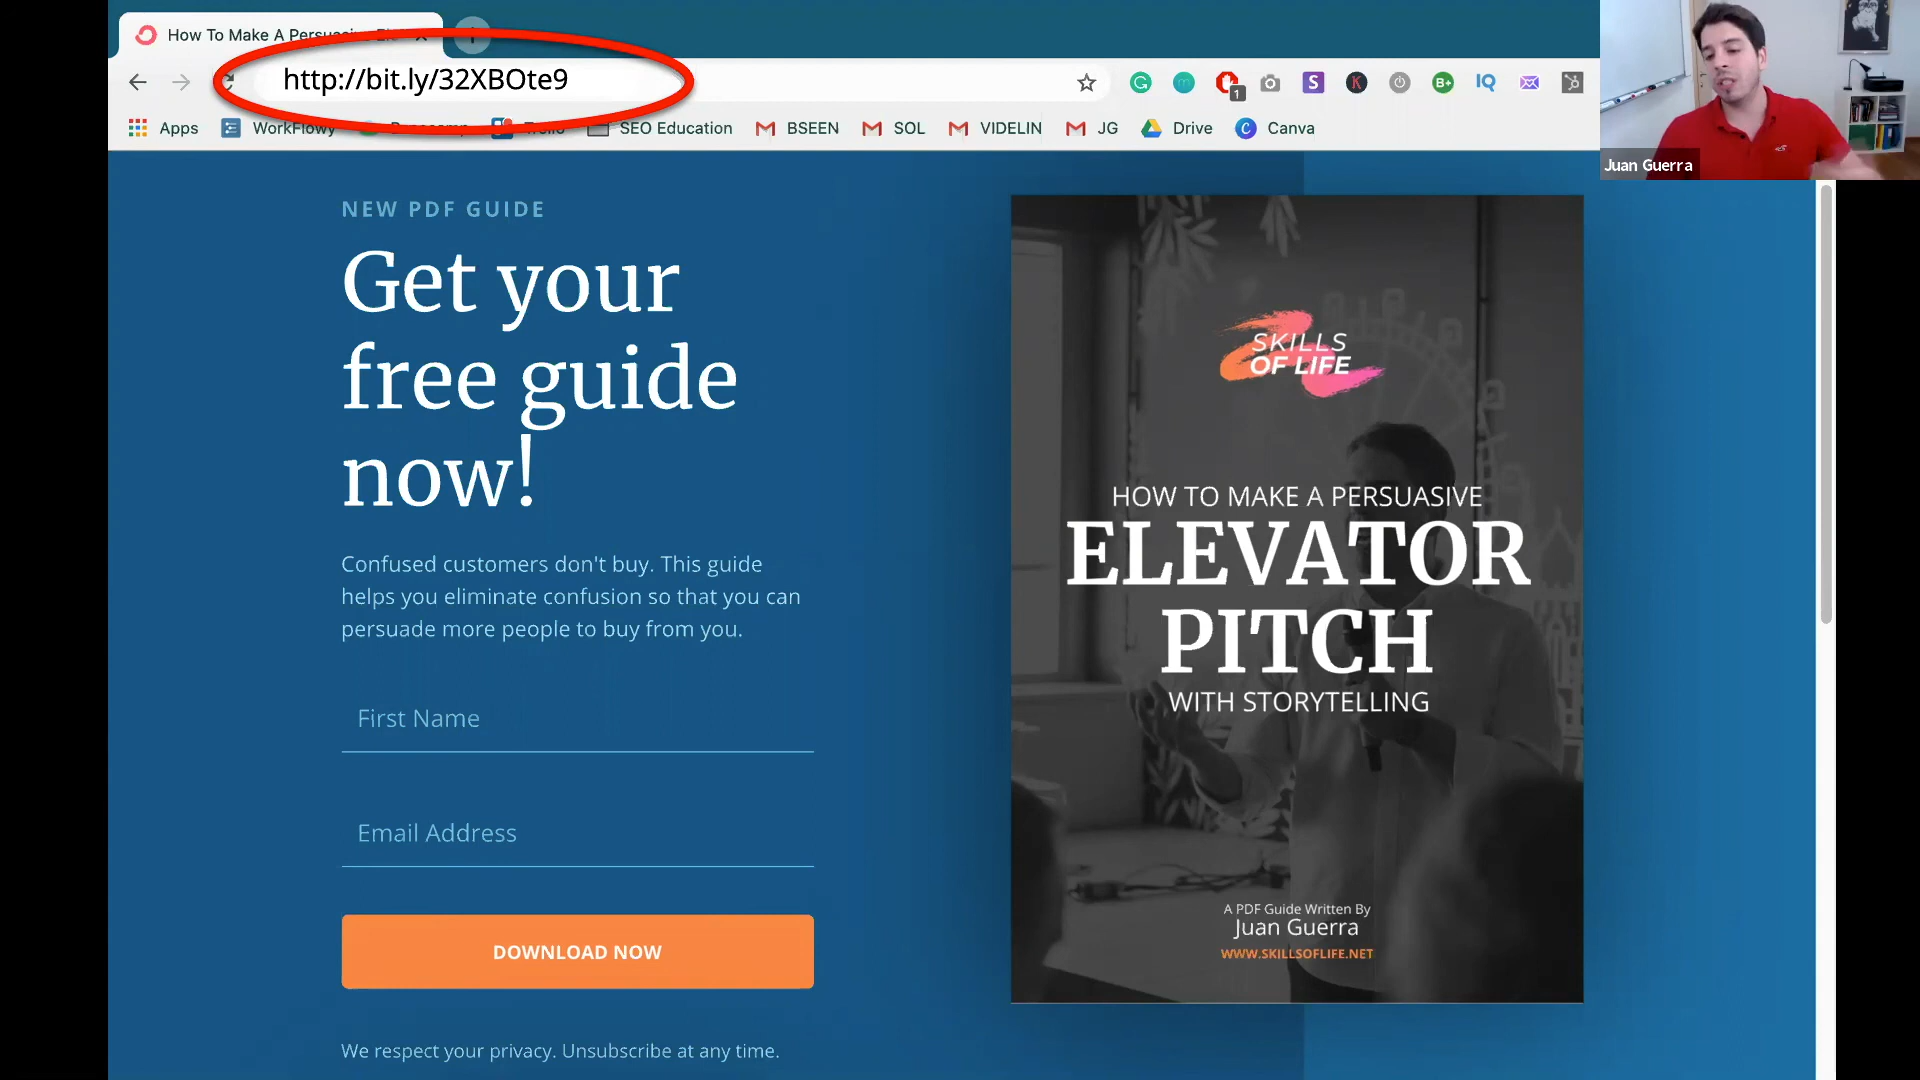 How To Make A Persuasive
http://bit.ly/32XBOte9
1
Apps
WorkFlowy
Trello
SEO Education
BSEEN
SOL
VIDELIN
JG
Drive
Canva
Juan Guerra
NEW PDF GUIDE
Get your
free guide
now!
Confused customers don't buy. This guide
helps you eliminate confusion so that you can
persuade more people to buy from you.
First Name
Email Address
DOWNLOAD NOW
We respect your privacy. Unsubscribe at any time.
SKILLS
OF LIFE
HOW TO MAKE A PERSUASIVE
ELEVATOR
PITCH
WITH STORYTELLING
A PDF Guide Written By
Juan Guerra
WWW.SKILLSOFLIFE.NET